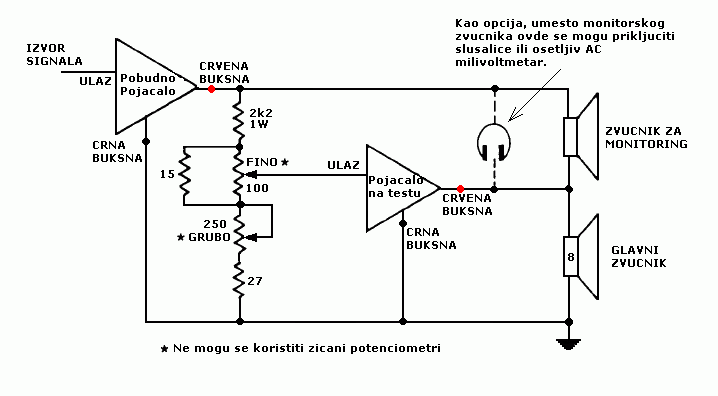 Kao opcija, umesto monitorskog
zvucnika ovde se mogu prikljuciti
slusalice ili osetljiv AC
milivoltmetar.
IZVOR
SIGNALA
ULAZ
Pobudno
Pojacalo
CRVENA
BUKSNA
CRNA
BUKSNA
2k2
1W
15
FINO ★
100
250
★ GRUBO
27
ULAZ
Pojacalo
na testu
CRVENA
BUKSNA
CRNA
BUKSNA
ZVUCNIK ZA
MONITORING
8
GLAVNI
ZVUCNIK
★ Ne mogu se koristiti zicani potenciometri